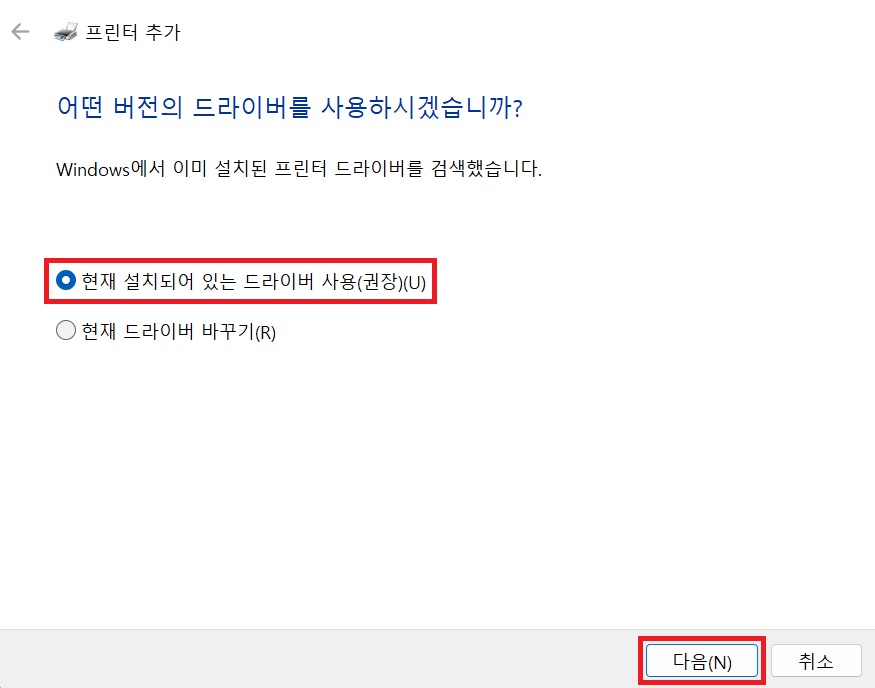 프린터 추가
어떤 버전의 드라이버를 사용하시겠습니까?
Windows에서 이미 설치된 프린터 드라이버를 검색했습니다.
현재 설치되어 있는 드라이버 사용(권장)(U)
현재 드라이버 바꾸기(R)
다음(N)
취소